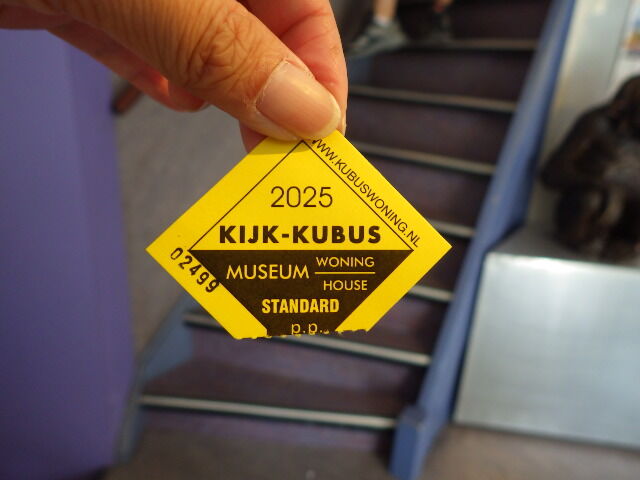 WWW.KUBUSWONING.NL
2025
KIJK-KUBUS
MUSEUM WONING
HOUSE
STANDARD
p.p.
02499